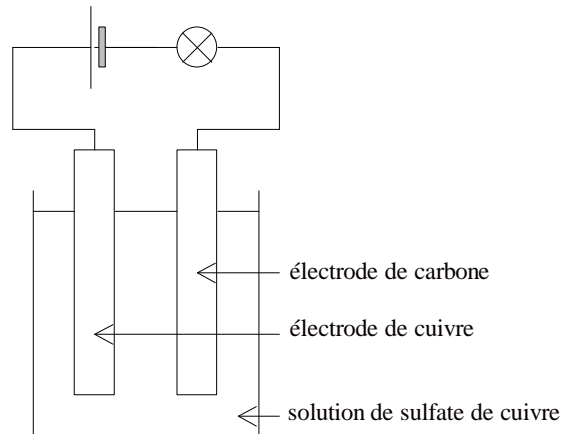 électrode de carbone
électrode de cuivre
solution de sulfate de cuivre